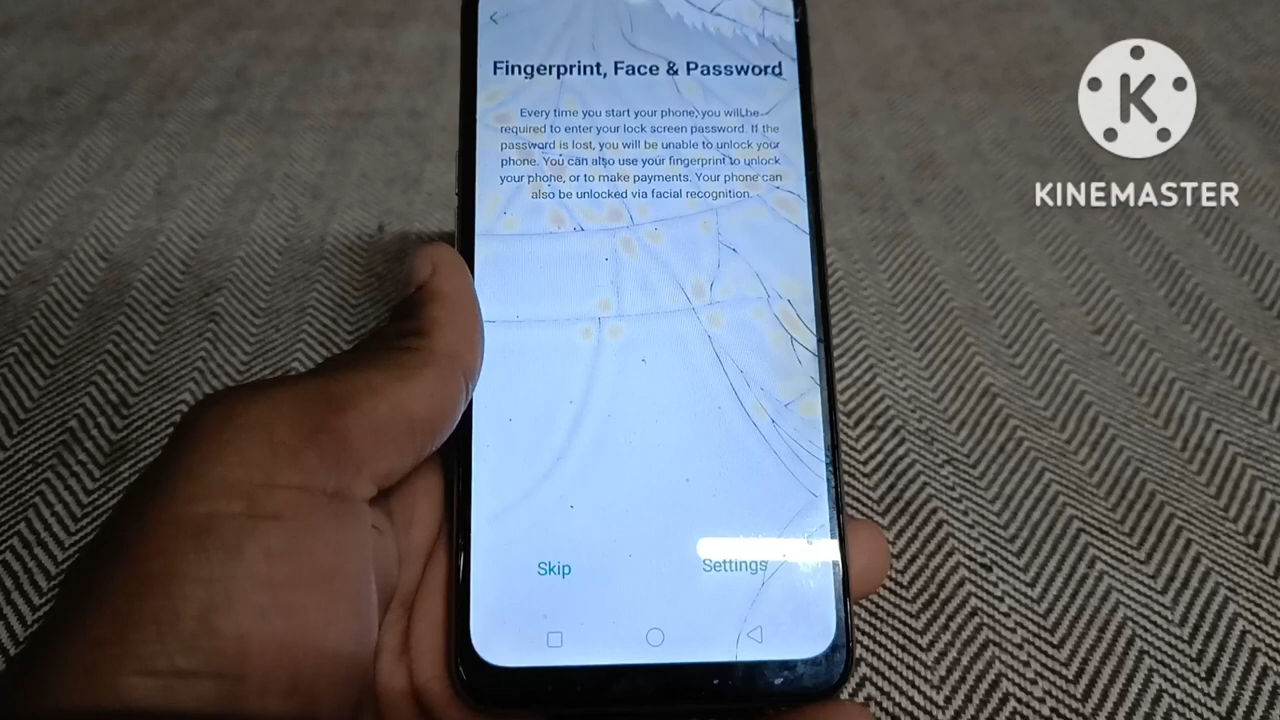 Fingerprint, Face & Password
Every time you start your phone, you will be
required to enter your lock screen password. If the
password is lost, you will be unable to unlock your
phone. You can also use your fingerprint to unlock
your phone, or to make payments. Your phone can
also be unlocked via facial recognition.
Skip
Settings
K
KINEMASTER